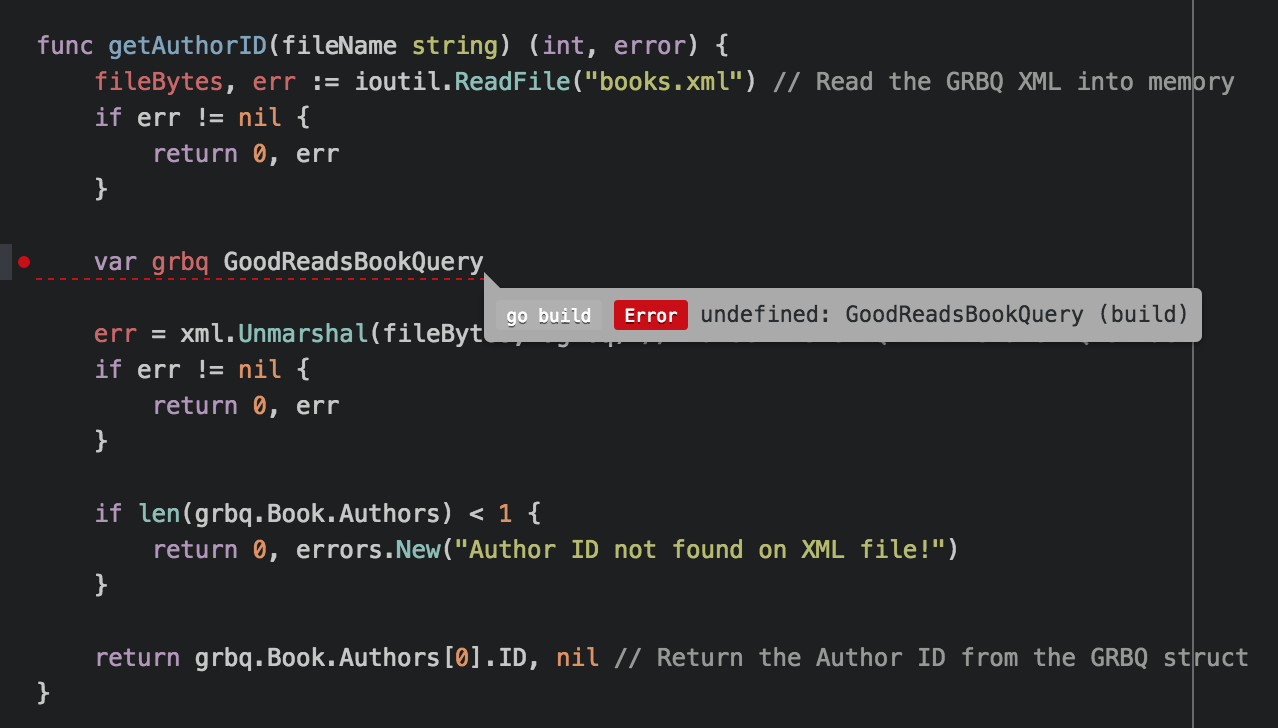 func getAuthorID(fileName string) (int, error) {
    fileBytes, err := ioutil.ReadFile("books.xml") // Read the GRBQ XML into memory
    if err != nil {
        return 0, err
    }
    var grbq GoodReadsBookQuery
go build Error undefined: GoodReadsBookQuery (build)
    err = xml.Unmarshal(fileByt
    if err != nil {
        return 0, err
    }
    if len(grbq.Book.Authors) < 1 {
        return 0, errors.New("Author ID not found on XML file!")
    }
    return grbq.Book.Authors[0].ID, nil // Return the Author ID from the GRBQ struct
}